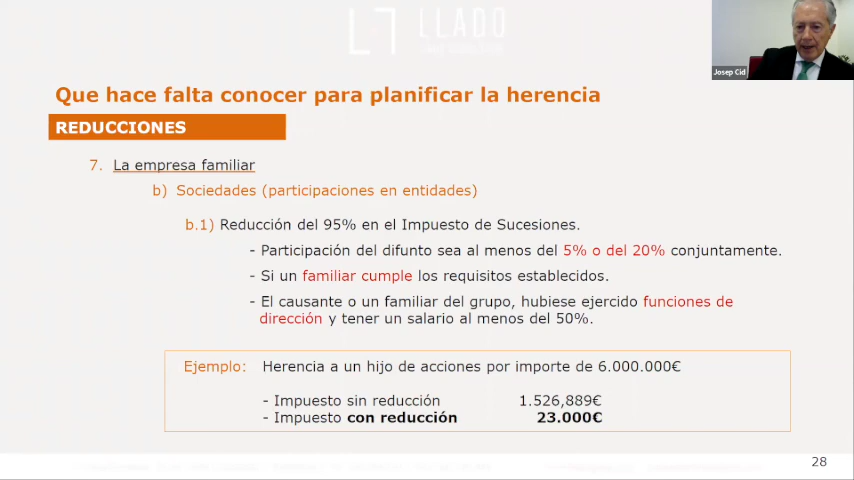 LLADO
Josep Cid
Que hace falta conocer para planificar la herencia
REDUCCIONES
7. La empresa familiar
b) Sociedades (participaciones en entidades)
b.1) Reducción del 95% en el Impuesto de Sucesiones.
- Participación del difunto sea al menos del 5% o del 20% conjuntamente.
- Si un familiar cumple los requisitos establecidos.
- El causante o un familiar del grupo, hubiese ejercido funciones de
dirección y tener un salario al menos del 50%.
Ejemplo: Herencia a un hijo de acciones por importe de 6.000.000€
- Impuesto sin reducción 1.526,889€
- Impuesto con reducción 23.000€
28